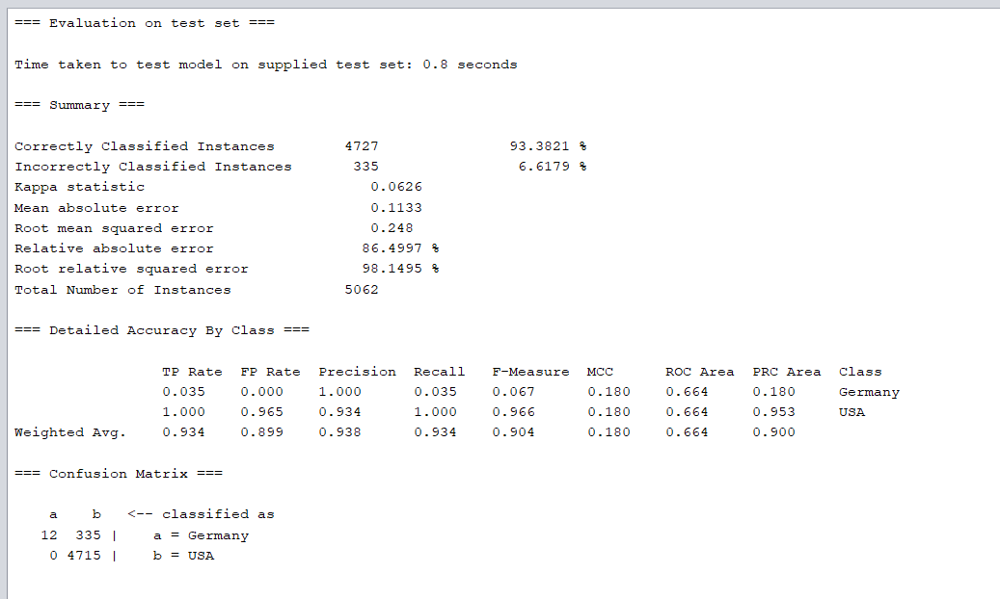 === Evaluation on test set ===
Time taken to test model on supplied test set: 0.8 seconds
=== Summary ===
Correctly Classified Instances        4727               93.3821 %
Incorrectly Classified Instances       335                6.6179 %
Kappa statistic                          0.0626
Mean absolute error                      0.1133
Root mean squared error                  0.248
Relative absolute error                 86.4997 %
Root relative squared error             98.1495 %
Total Number of Instances             5062
=== Detailed Accuracy By Class ===
                 TP Rate  FP Rate  Precision  Recall   F-Measure  MCC      ROC Area  PRC Area  Class
                 0.035    0.000    1.000      0.035    0.067      0.180    0.664     0.180     Germany
                 1.000    0.965    0.934      1.000    0.966      0.180    0.664     0.953     USA
Weighted Avg.    0.934    0.899    0.938      0.934    0.904      0.180    0.664     0.900
=== Confusion Matrix ===
    a    b   <-- classified as
   12  335 |    a = Germany
    0 4715 |    b = USA